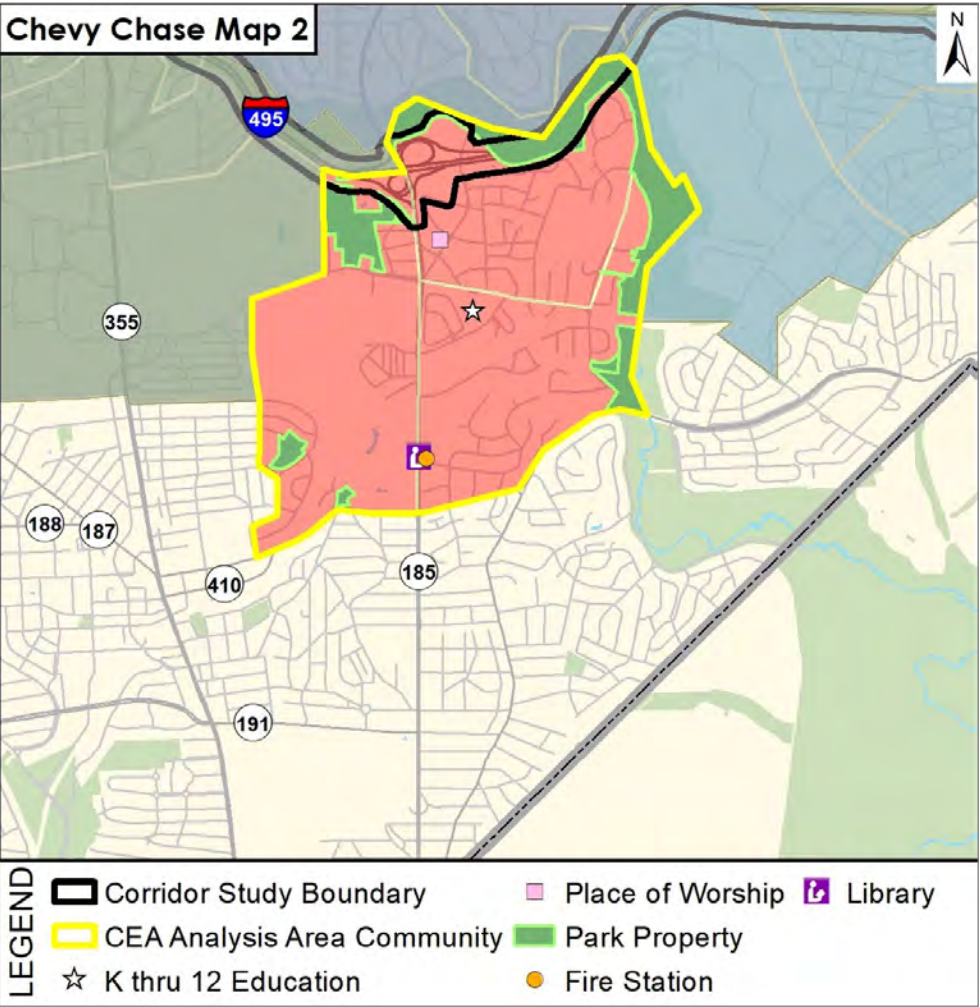 Chevy Chase Map 2
N
495
355
188
187
410
185
191
LEGEND
Corridor Study Boundary
Place of Worship
Library
CEA Analysis Area Community
Park Property
K thru 12 Education
Fire Station